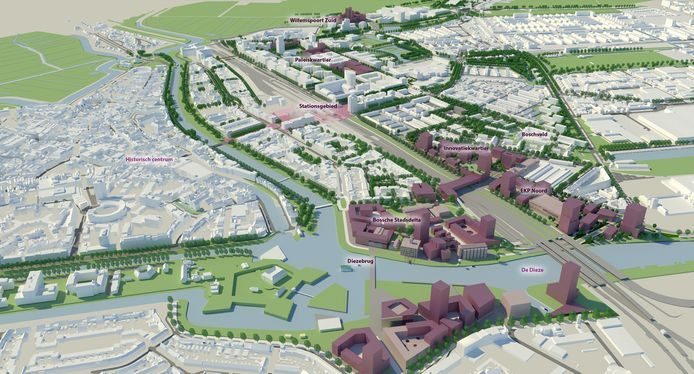 Willemspoort Zuid
Paleiskwartier
Stationsgebied
Boschveld
Innovatiekwartier
Historisch centrum
EKP Noord
Bossche Stadsdelta
Diezebrug
De Dieze